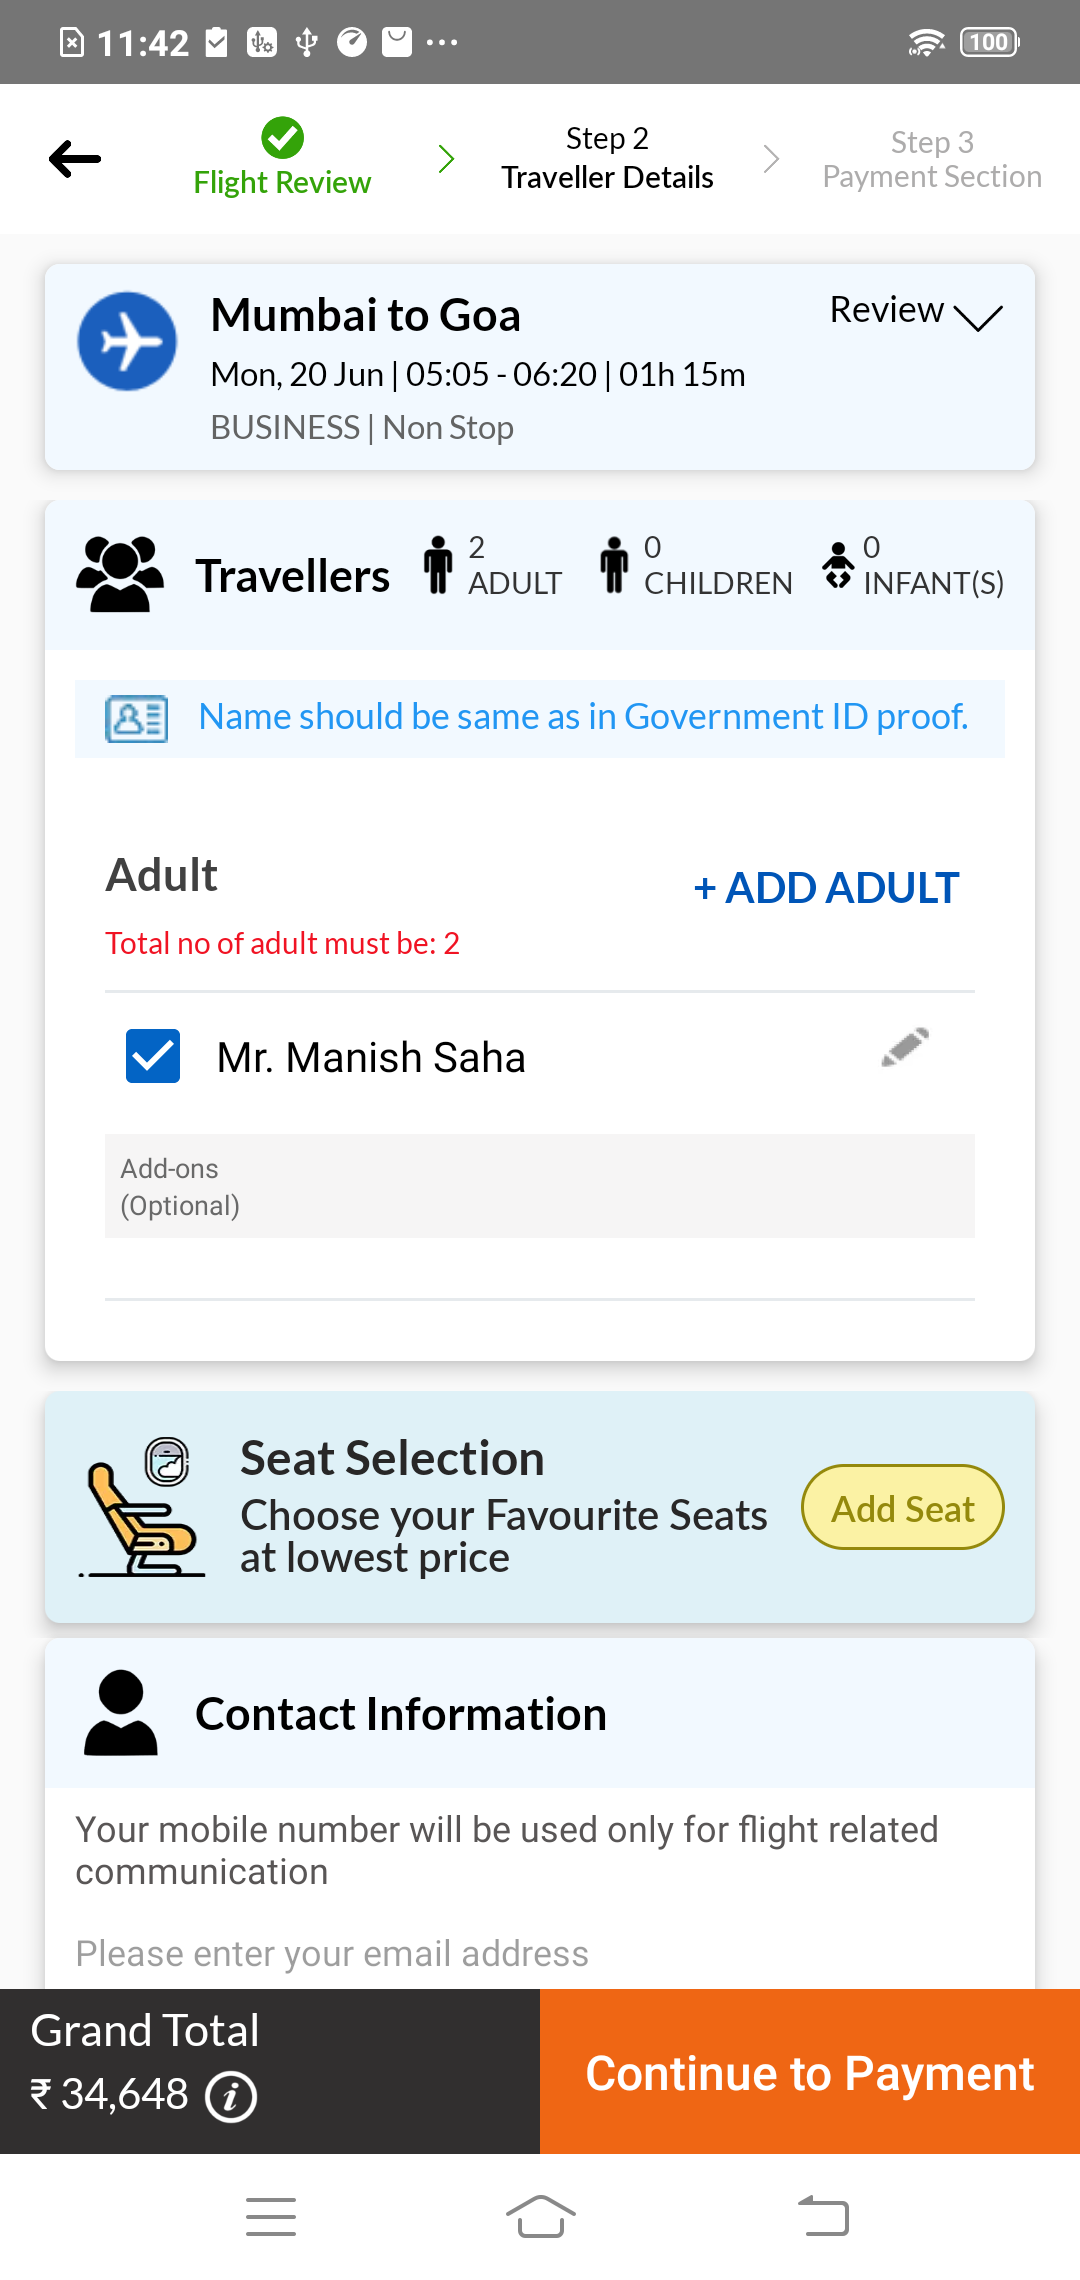 11:42
100
Flight Review
Step 2
Traveller Details
Step 3
Payment Section
Mumbai to Goa
Review
Mon, 20 Jun | 05:05 - 06:20 | 01h 15m
BUSINESS | Non Stop
Travellers
2
ADULT
0
CHILDREN
0
INFANT(S)
Name should be same as in Government ID proof.
Adult
+ ADD ADULT
Total no of adult must be: 2
Mr. Manish Saha
Add-ons
(Optional)
Seat Selection
Choose your Favourite Seats
at lowest price
Add Seat
Contact Information
Your mobile number will be used only for flight related
communication
Please enter your email address
Grand Total
₹ 34,648
Continue to Payment